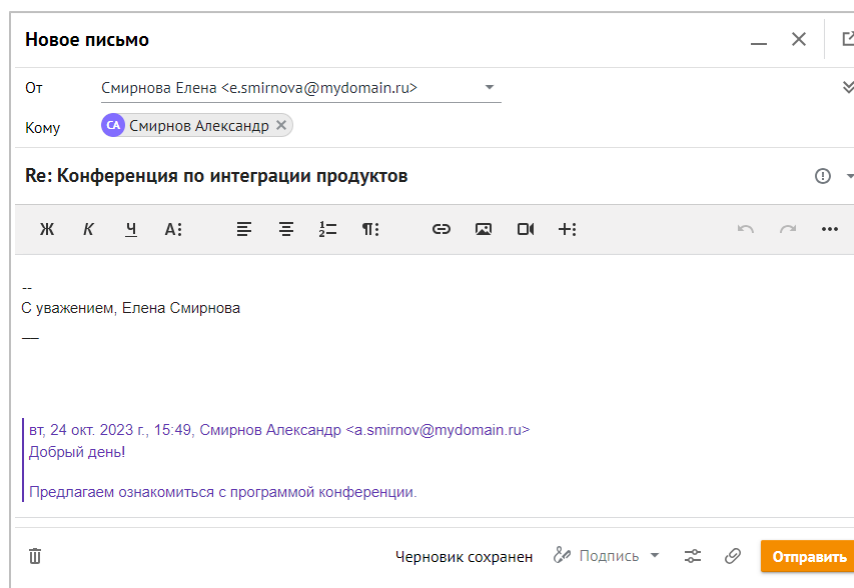 Новое письмо
От Смирнова Елена <e.smirnova@mydomain.ru>
Кому СА Смирнов Александр
Re: Конференция по интеграции продуктов
Ж К Ч А
--
С уважением, Елена Смирнова
__
вт, 24 окт. 2023 г., 15:49, Смирнов Александр <a.smirnov@mydomain.ru>
Добрый день!
Предлагаем ознакомиться с программой конференции.
Черновик сохранен Подпись Отправить